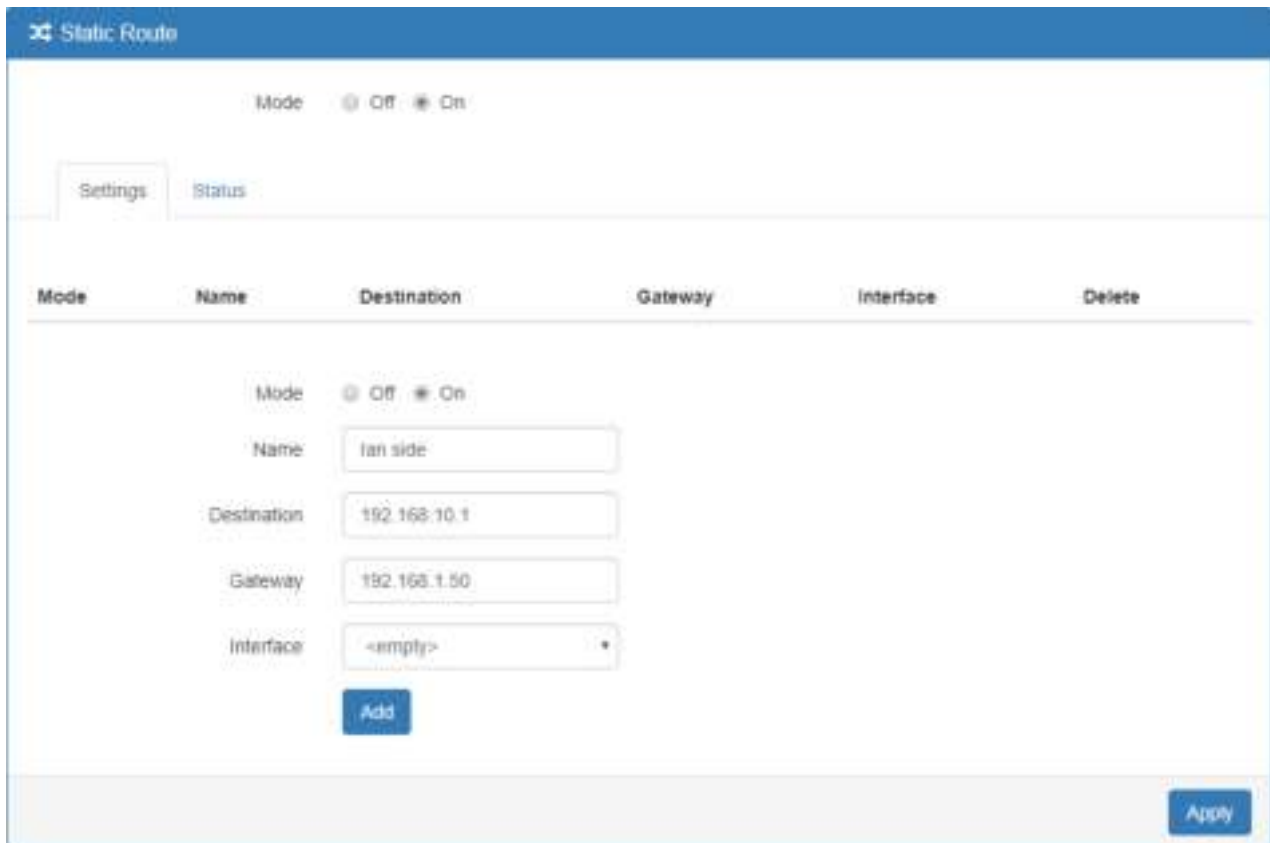 Static Route
Mode Off On
Settings Status
Mode Name Destination Gateway Interface Delete
Mode Off On
Name lan side
Destination 192.168.10.1
Gateway 192.168.1.50
Interface <empty>
Add
Apply